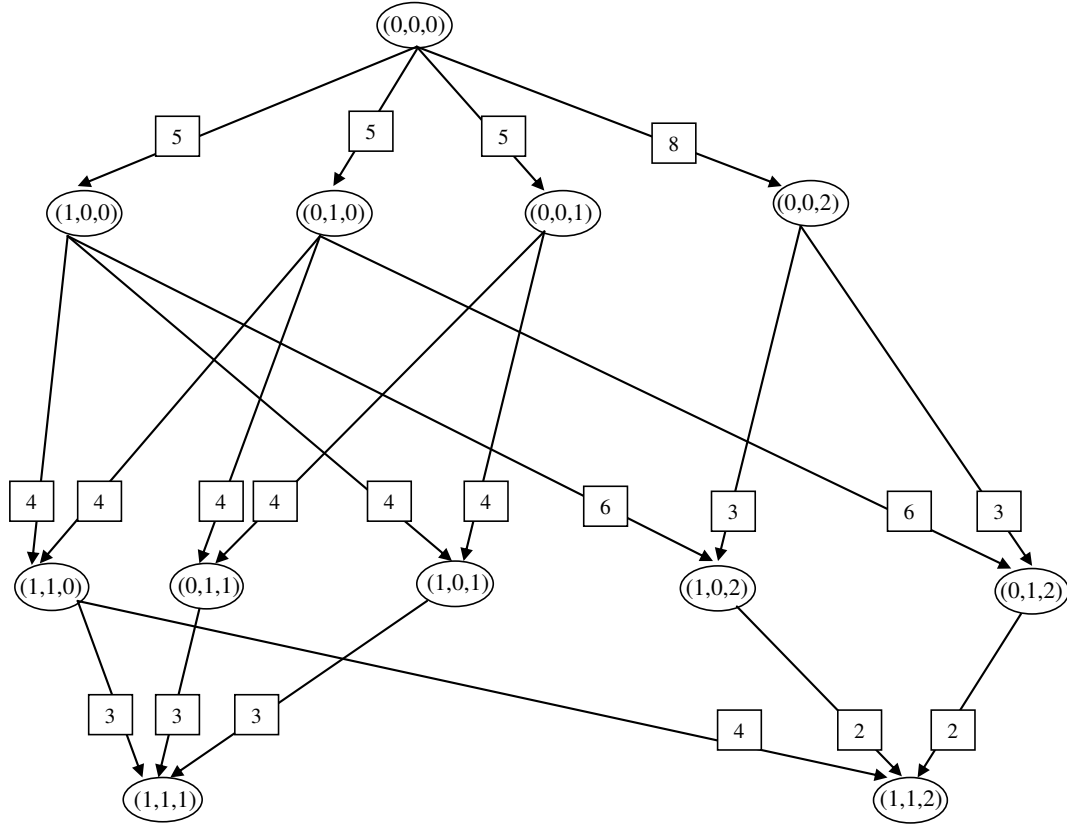 (0,0,0)
5 5 5 8
(1,0,0) (0,1,0) (0,0,1) (0,0,2)
4 4 4 4 4 4 6 3 6 3
(1,1,0) (0,1,1) (1,0,1) (1,0,2) (0,1,2)
3 3 3 4 2 2
(1,1,1) (1,1,2)